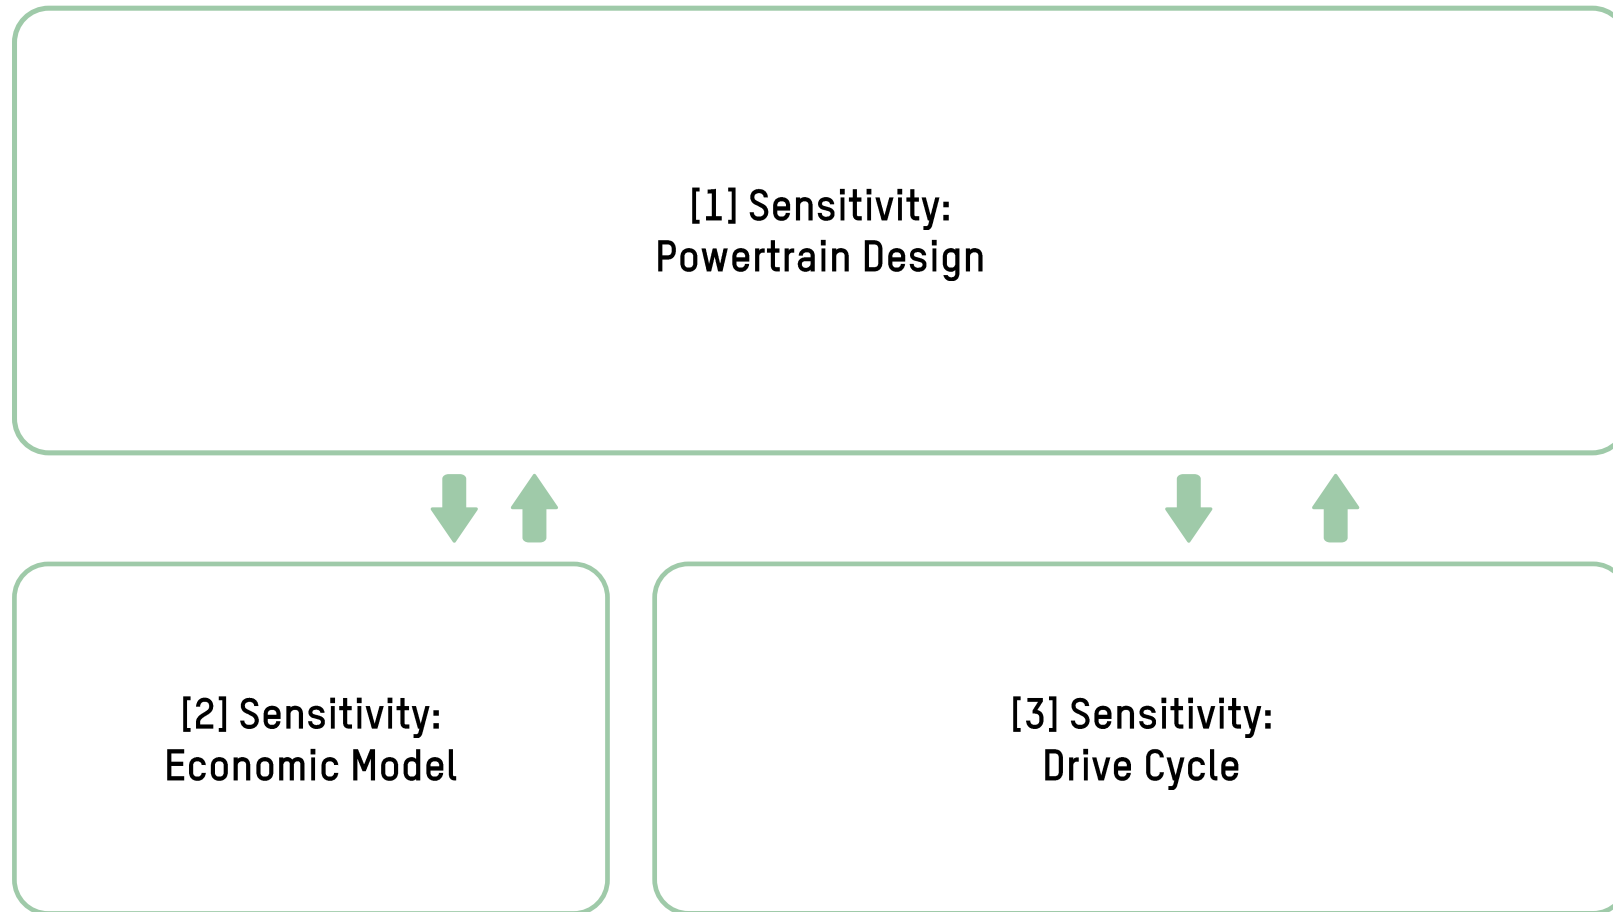 [1] Sensitivity:
Powertrain Design
[2] Sensitivity:
Economic Model
[3] Sensitivity:
Drive Cycle